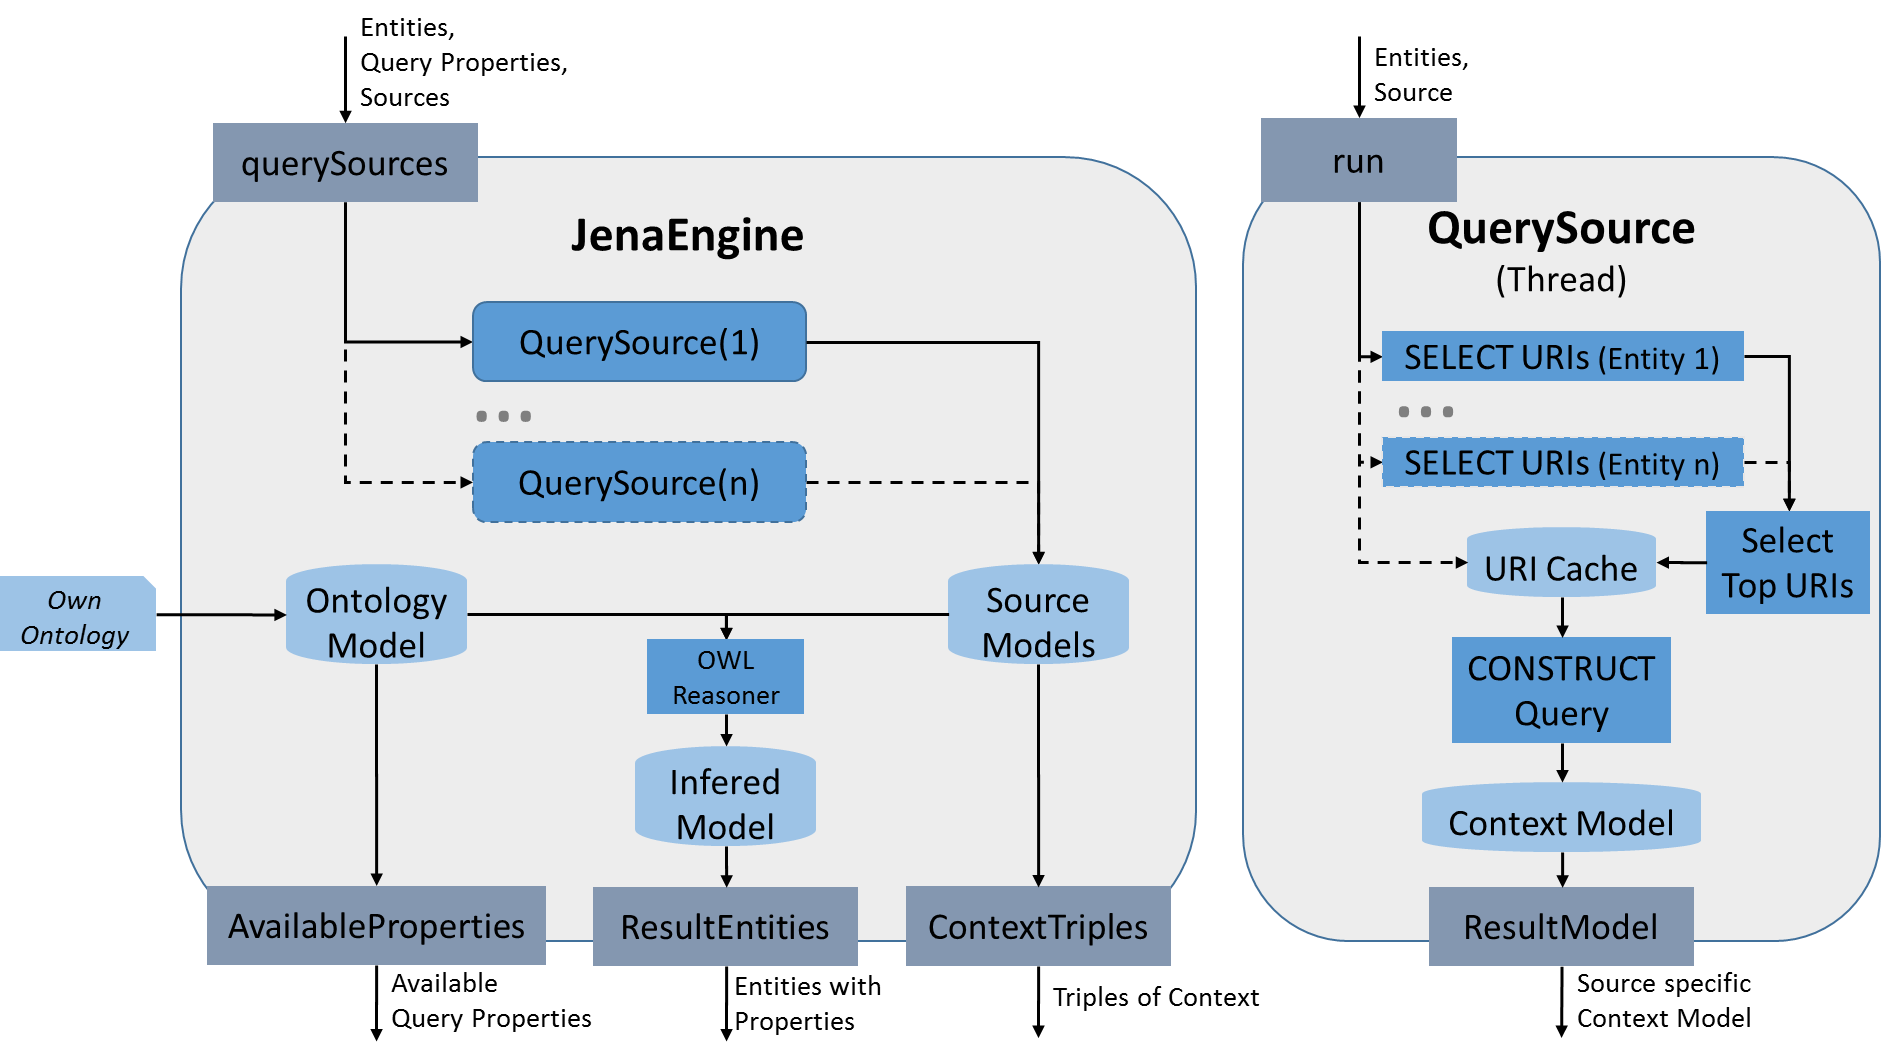 Entities,
Query Properties,
Sources
querySources
JenaEngine
QuerySource(1)
...
QuerySource(n)
Own
Ontology
Ontology
Model
Source
Models
OWL
Reasoner
Infered
Model
AvailableProperties
ResultEntities
ContextTriples
Available
Query Properties
Entities with
Properties
Triples of Context
Entities,
Source
run
QuerySource
(Thread)
SELECT URIs (Entity 1)
...
SELECT URIs (Entity n)
Select
Top URIs
URI Cache
CONSTRUCT
Query
Context Model
ResultModel
Source specific
Context Model